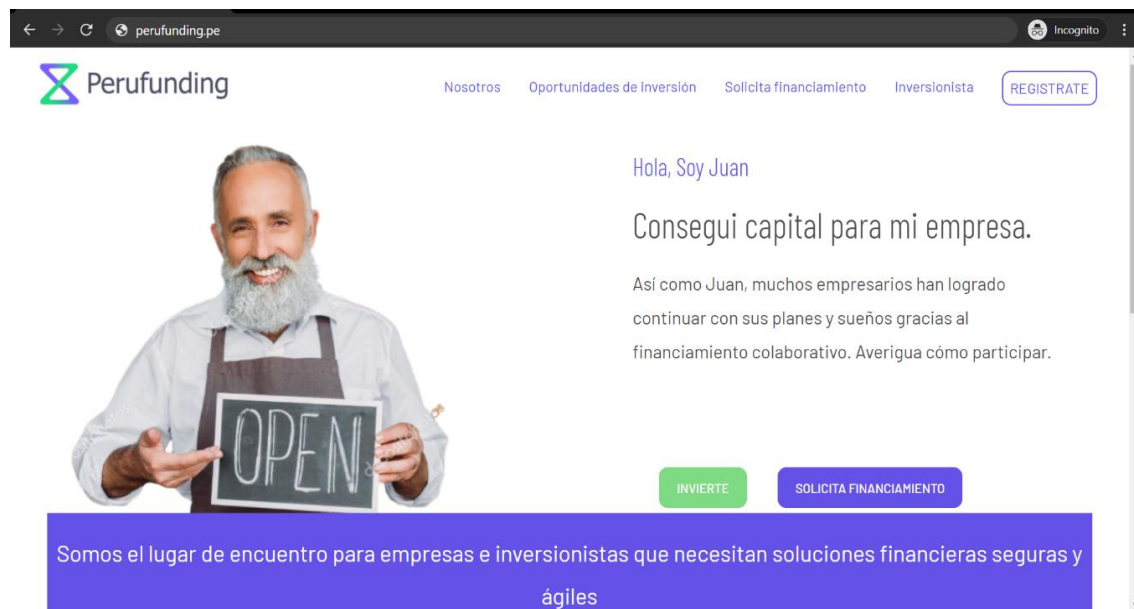 perufunding.pe
Incognito
Perufunding
Nosotros
Oportunidades de inversión
Solicita financiamiento
Inversionista
REGISTRATE
Hola, Soy Juan
Consegui capital para mi empresa.
Así como Juan, muchos empresarios han logrado
continuar con sus planes y sueños gracias al
financiamiento colaborativo. Averigua cómo participar.
OPEN
INVIERTE
SOLICITA FINANCIAMIENTO
Somos el lugar de encuentro para empresas e inversionistas que necesitan soluciones financieras seguras y
ágiles